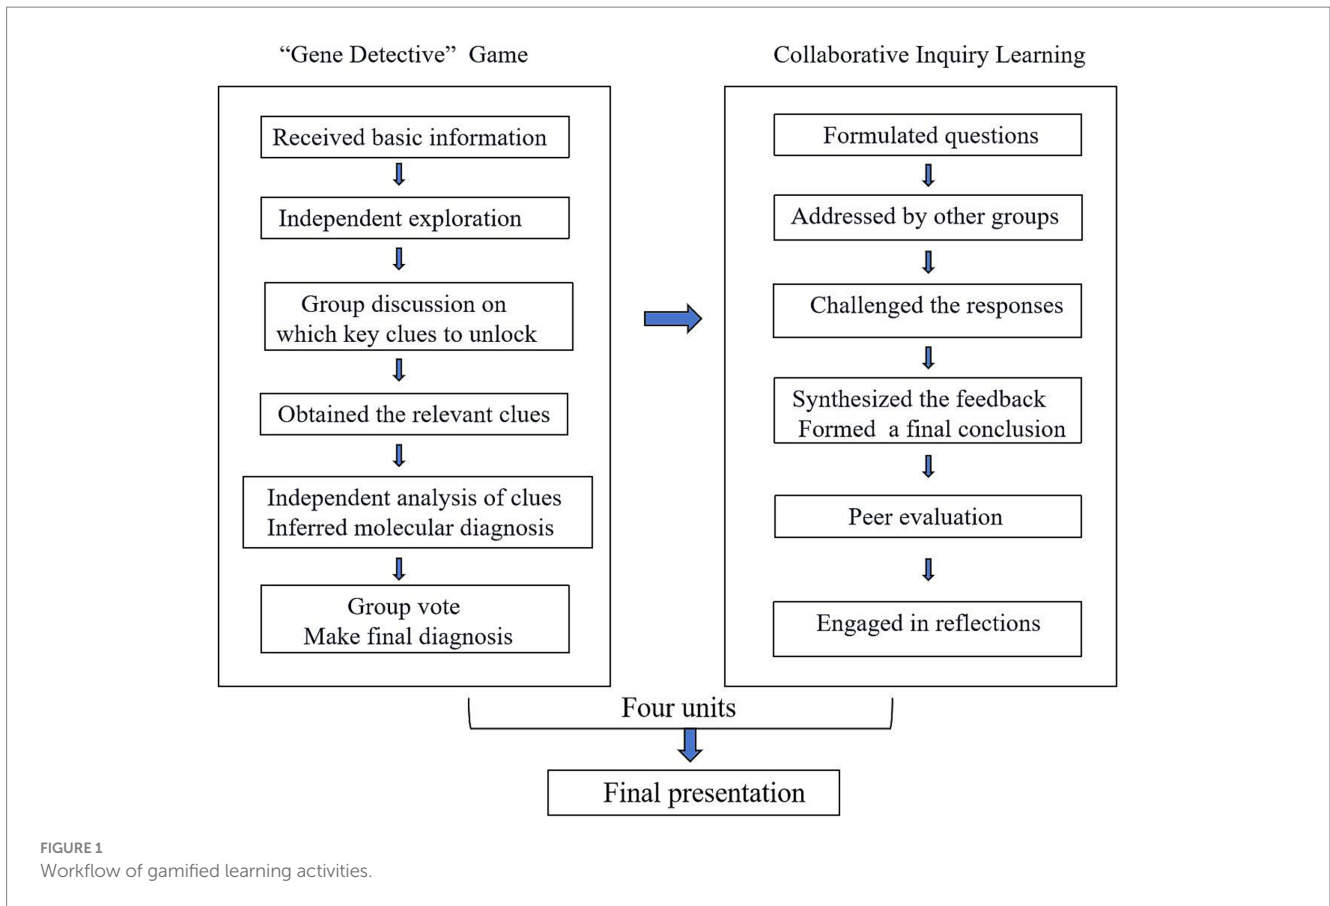 “Gene Detective” Game
Received basic information
Independent exploration
Group discussion on
which key clues to unlock
Obtained the relevant clues
Independent analysis of clues
Inferred molecular diagnosis
Group vote
Make final diagnosis
Collaborative Inquiry Learning
Formulated questions
Addressed by other groups
Challenged the responses
Synthesized the feedback
Formed a final conclusion
Peer evaluation
Engaged in reflections
Four units
Final presentation
FIGURE 1
Workflow of gamified learning activities.